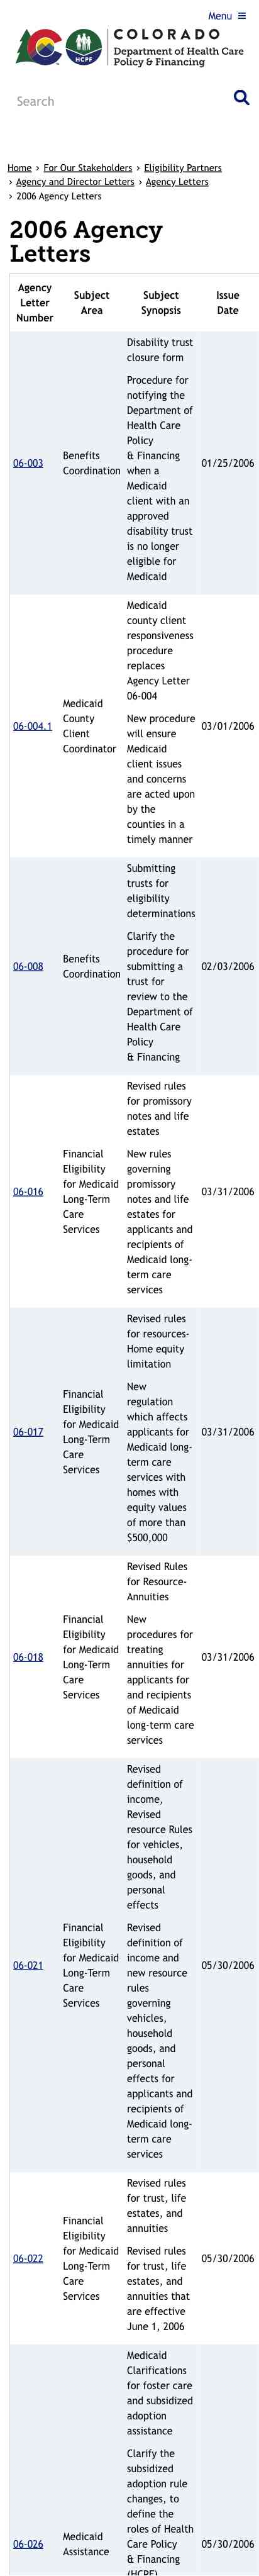 Menu ≡
COLORADO
Department of Health Care
Policy & Financing
HCPF
Search
Home › For Our Stakeholders › Eligibility Partners
› Agency and Director Letters › Agency Letters
› 2006 Agency Letters
2006 Agency
Letters
Agency
Letter
Number
Subject
Area
Subject
Synopsis
Issue
Date
06-003
Benefits
Coordination
Disability trust
closure form
Procedure for
notifying the
Department of
Health Care
Policy
& Financing
when a
Medicaid
client with an
approved
disability trust
is no longer
eligible for
Medicaid
01/25/2006
06-004.1
Medicaid
County
Client
Coordinator
Medicaid
county client
responsiveness
procedure
replaces
Agency Letter
06-004
New procedure
will ensure
Medicaid
client issues
and concerns
are acted upon
by the
counties in a
timely manner
03/01/2006
06-008
Benefits
Coordination
Submitting
trusts for
eligibility
determinations
Clarify the
procedure for
submitting a
trust for
review to the
Department of
Health Care
Policy
& Financing
02/03/2006
06-016
Financial
Eligibility
for Medicaid
Long-Term
Care
Services
Revised rules
for promissory
notes and life
estates
New rules
governing
promissory
notes and life
estates for
applicants and
recipients of
Medicaid long-
term care
services
03/31/2006
06-017
Financial
Eligibility
for Medicaid
Long-Term
Care
Services
Revised rules
for resources-
Home equity
limitation
New
regulation
which affects
applicants for
Medicaid long-
term care
services with
homes with
equity values
of more than
$500,000
03/31/2006
06-018
Financial
Eligibility
for Medicaid
Long-Term
Care
Services
Revised Rules
for Resource-
Annuities
New
procedures for
treating
annuities for
applicants for
and recipients
of Medicaid
long-term care
services
03/31/2006
06-021
Financial
Eligibility
for Medicaid
Long-Term
Care
Services
Revised
definition of
income,
Revised
resource Rules
for vehicles,
household
goods, and
personal
effects
Revised
definition of
income and
new resource
rules
governing
vehicles,
household
goods, and
personal
effects for
applicants and
recipients of
Medicaid long-
term care
services
05/30/2006
06-022
Financial
Eligibility
for Medicaid
Long-Term
Care
Services
Revised rules
for trust, life
estates, and
annuities
Revised rules
for trust, life
estates, and
annuities that
are effective
June 1, 2006
05/30/2006
06-026
Medicaid
Assistance
Medicaid
Clarifications
for foster care
and subsidized
adoption
assistance
Clarify the
subsidized
adoption rule
changes, to
define the
roles of Health
Care Policy
& Financing
(HCPF)
05/30/2006